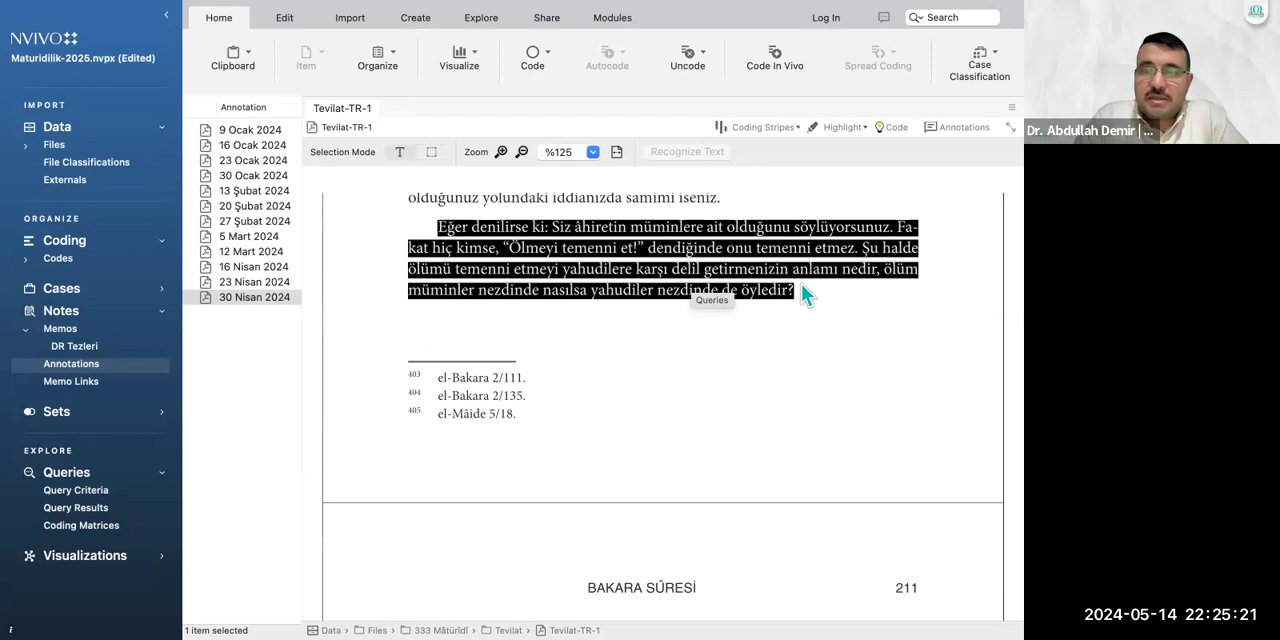 NVIVO
Maturidilik-2025.nvpx (Edited)
IMPORT
Data
Files
File Classifications
Externals
ORGANIZE
Coding
Codes
Cases
Notes
Memos
DR Tezleri
Annotations
Memo Links
Sets
EXPLORE
Queries
Query Criteria
Query Results
Coding Matrices
Visualizations
Home Edit Import Create Explore Share Modules Log In Search
Clipboard Item Organize Visualize Code Autocode Uncode Code In Vivo Spread Coding Case Classification
Annotation
9 Ocak 2024
16 Ocak 2024
23 Ocak 2024
30 Ocak 2024
13 Şubat 2024
20 Şubat 2024
27 Şubat 2024
5 Mart 2024
12 Mart 2024
16 Nisan 2024
23 Nisan 2024
30 Nisan 2024
1 item selected
Tevilat-TR-1
Tevilat-TR-1 Coding Stripes Highlight Code Annotations
Selection Mode T Zoom %125 Recognize Text
olduğunuz yolundaki iddianızda samimi iseniz.
Eğer denilirse ki: Siz âhiretin müminlere ait olduğunu söylüyorsunuz. Fa-
kat hiç kimse, “Ölmeyi temenni et!” dendiğinde onu temenni etmez. Şu halde
ölümü temenni etmeyi yahudilere karşı delil getirmenizin anlamı nedir, ölüm
müminler nezdinde nasılsa yahudiler nezdinde de öyledir?
Queries
403 el-Bakara 2/111.
404 el-Bakara 2/135.
405 el-Mâide 5/18.
BAKARA SÛRESİ 211
Data › Files › 333 Mâtürîdî › Tevilat › Tevilat-TR-1
Dr. Abdullah Demir | ...
2024-05-14 22:25:21